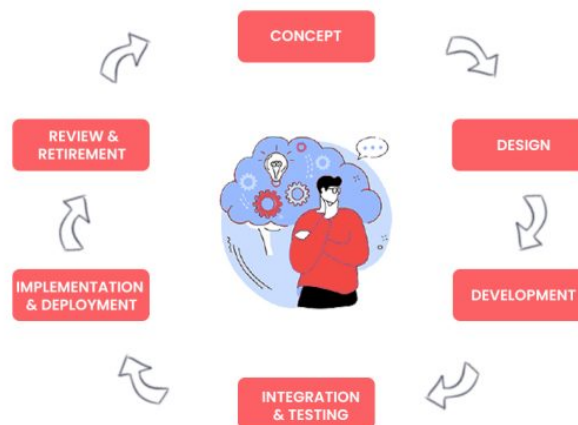 CONCEPT
DESIGN
DEVELOPMENT
INTEGRATION
& TESTING
IMPLEMENTATION
& DEPLOYMENT
REVIEW &
RETIREMENT